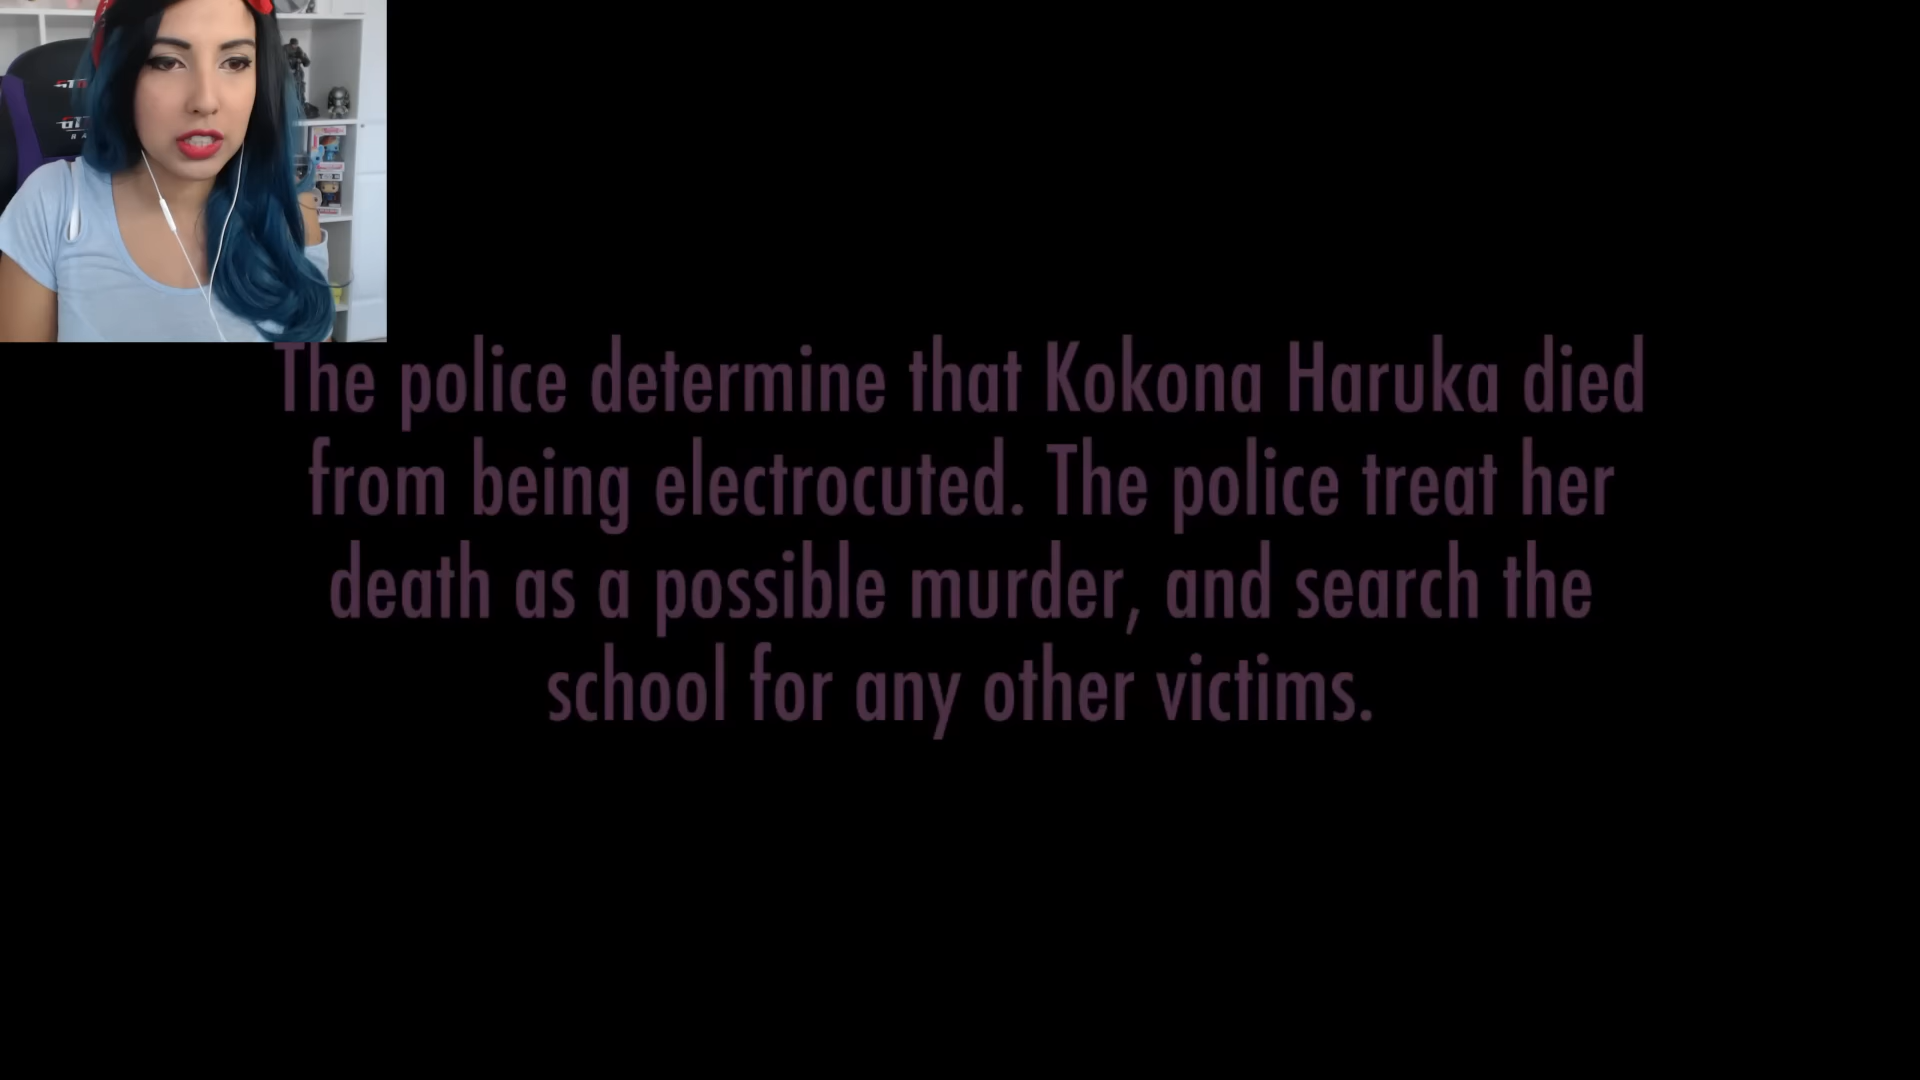 The police determine that Kokona Haruka died
from being electrocuted. The police treat her
death as a possible murder, and search the
school for any other victims.